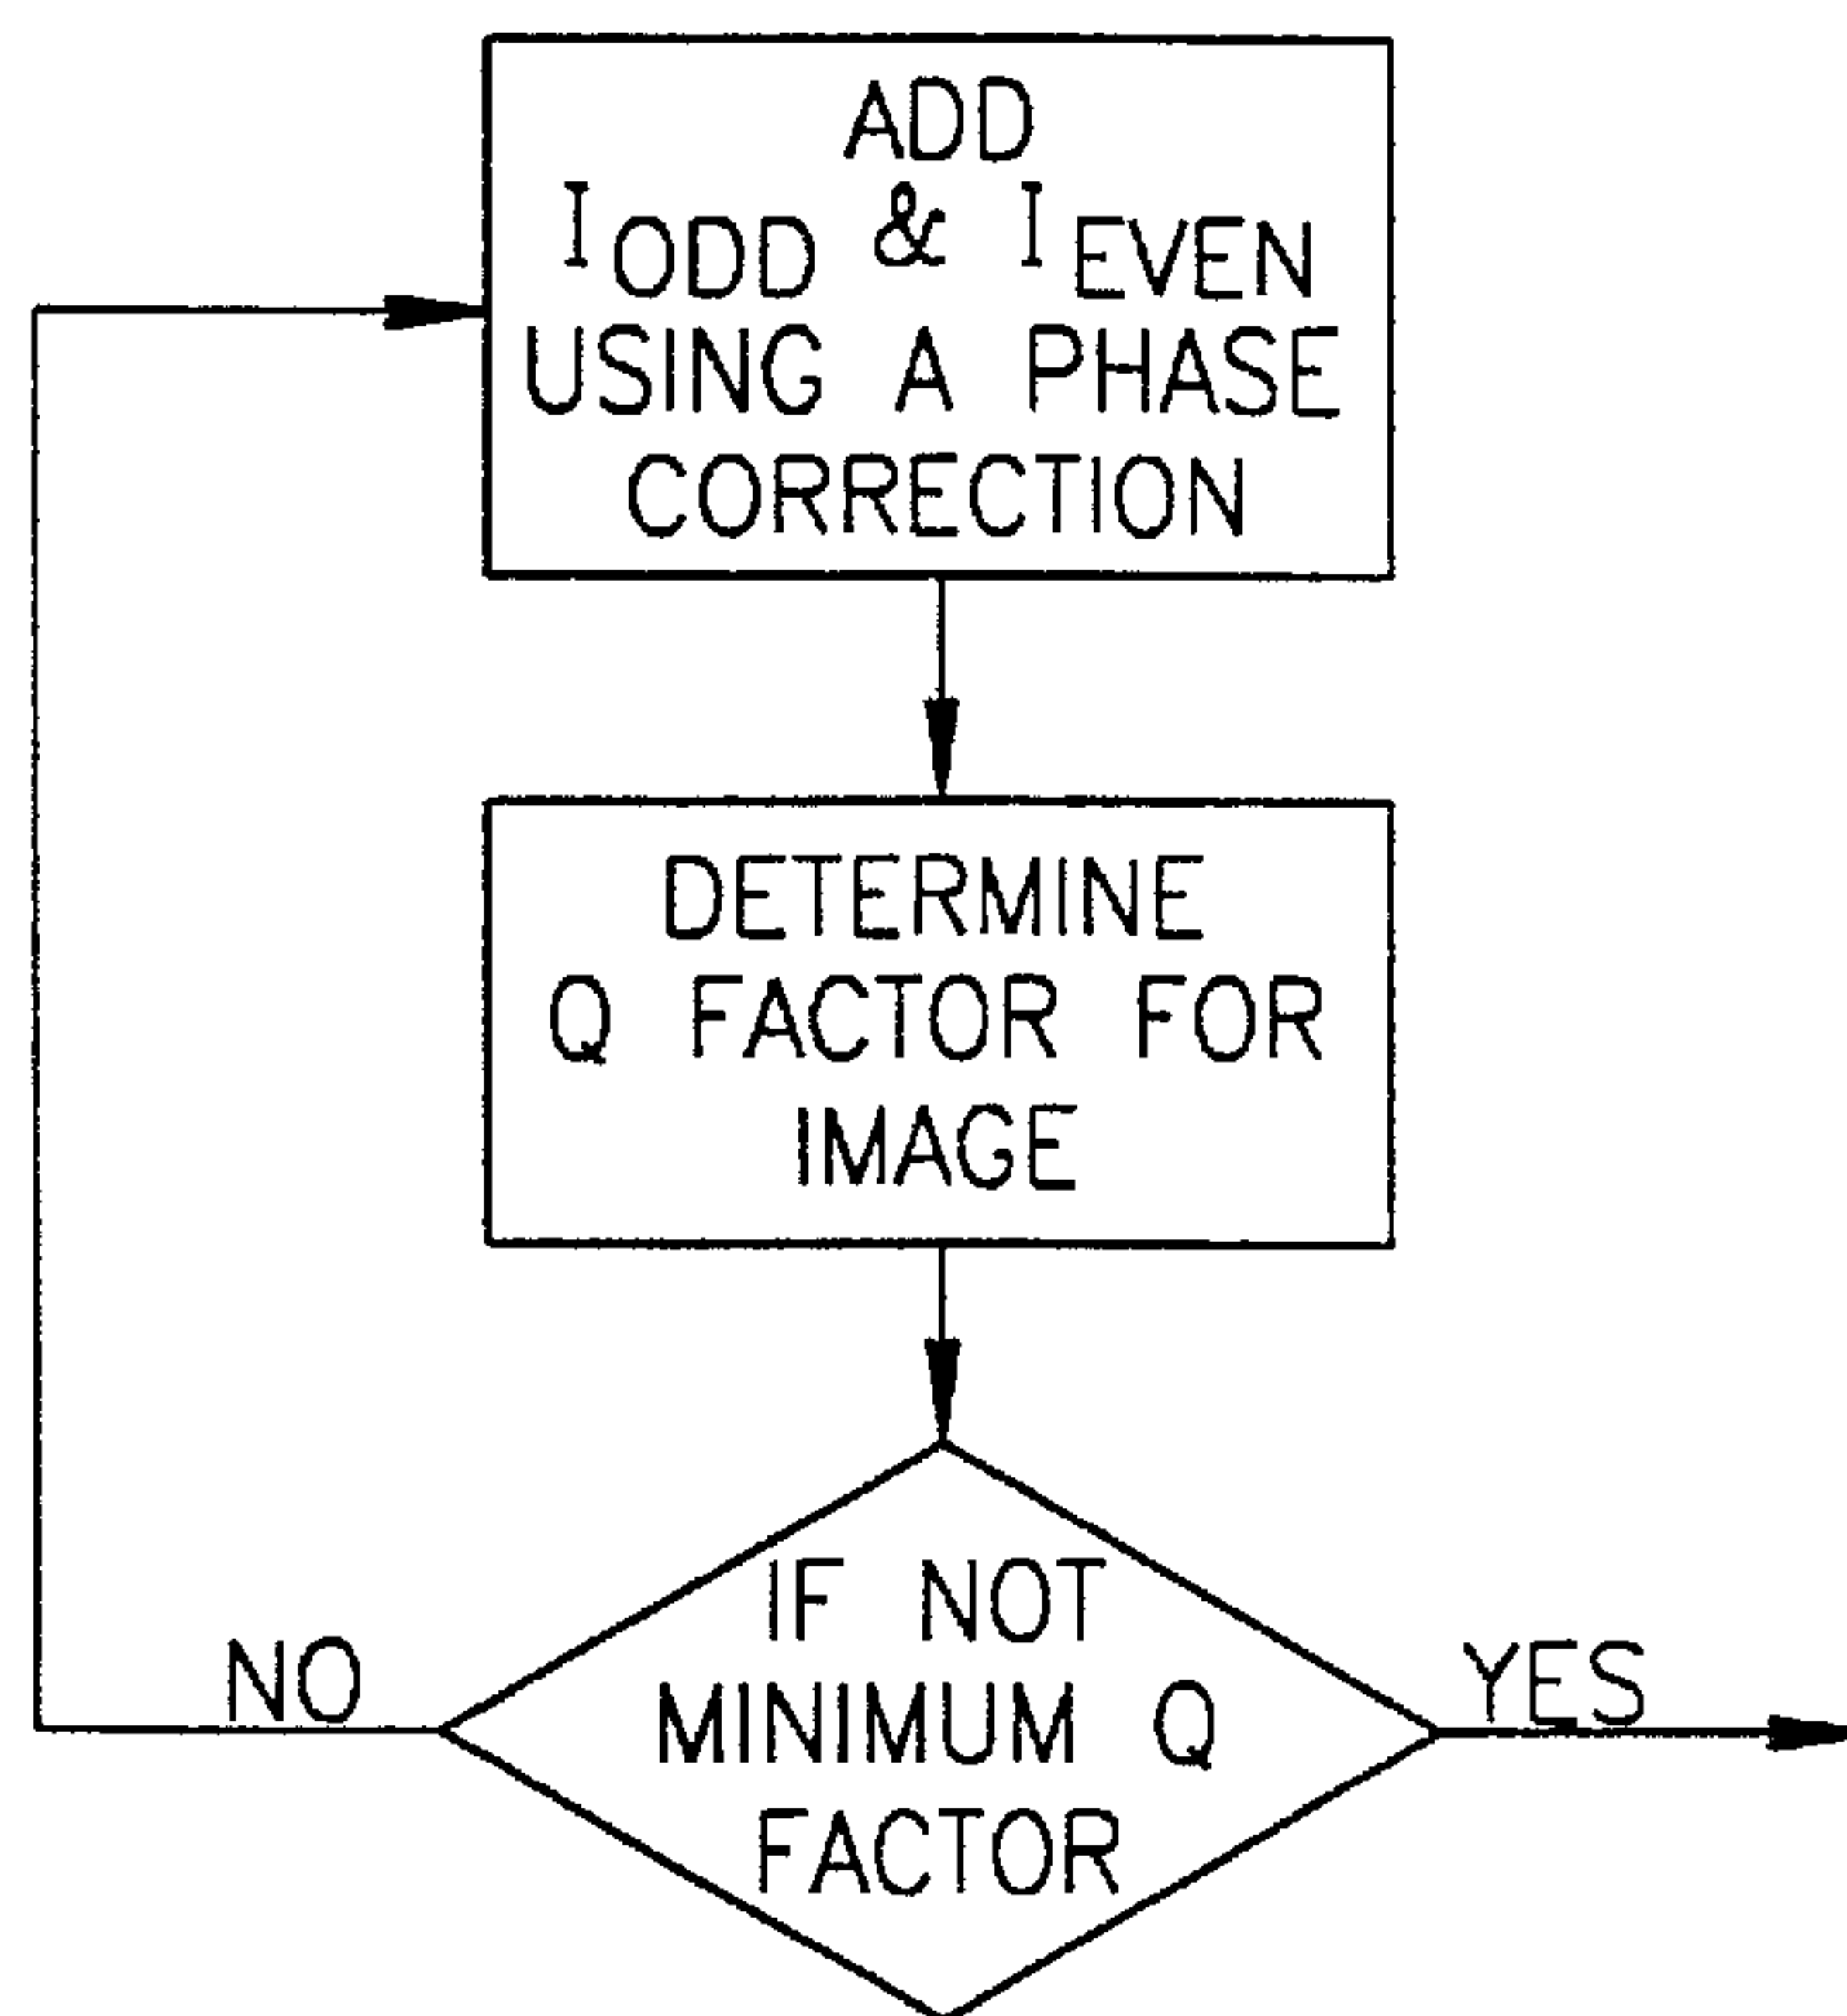 ADD
IODD & IEVEN
USING A PHASE
CORRECTION
DETERMINE
Q FACTOR FOR
IMAGE
IF NOT
MINIMUM Q
FACTOR
NO
YES